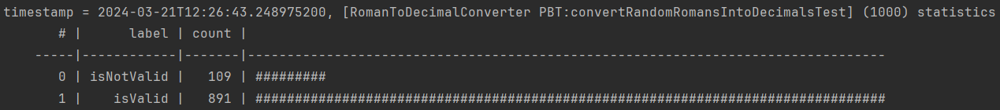 timestamp = 2024-03-21T12:26:43.248975200, [RomanToDecimalConverter PBT:convertRandomRomansIntoDecimalsTest] (1000) statistics
    # |      label | count | 
 -----|------------|-------|---------------------------------------------------------------------------------
    0 | isNotValid |   109 | #########
    1 |    isValid |   891 | ################################################################################